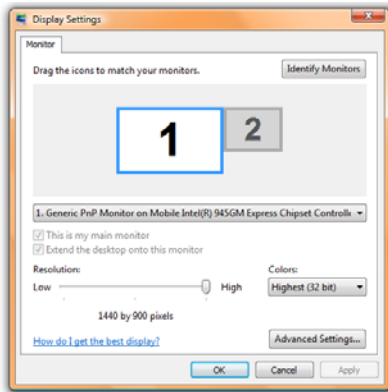 Display Settings
Monitor
Drag the icons to match your monitors.
Identify Monitors
1
2
1. Generic PnP Monitor on Mobile Intel(R) 945GM Express Chipset Controlle
This is my main monitor
Extend the desktop onto this monitor
Resolution:
Colors:
Low
High
Highest (32 bit)
1440 by 900 pixels
How do I get the best display?
Advanced Settings...
OK
Cancel
Apply